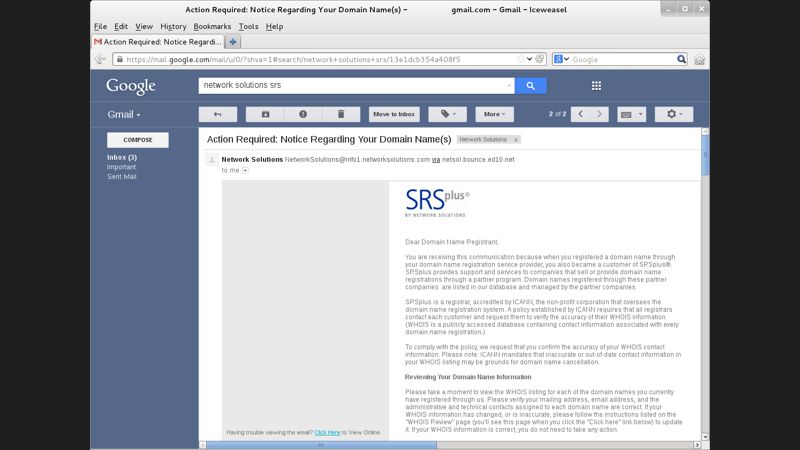 Action Required: Notice Regarding Your Domain Name(s) – gmail.com – Gmail – Iceweasel
File Edit View History Bookmarks Tools Help
Action Required: Notice Regardi...
https://mail.google.com/mail/u/0/?shva=1#search/network+solutions+srs/13e1dcb354a408f5
Google
Google
network solutions srs
Gmail
Move to Inbox
More
2 of 2
COMPOSE
Inbox (3)
Important
Sent Mail
Action Required: Notice Regarding Your Domain Name(s)
Network Solutions x
Network Solutions NetworkSolutions@info1.networksolutions.com via netsol.bounce.ed10.net
to me
SRSplus®
BY NETWORK SOLUTIONS
Dear Domain Name Registrant,
You are receiving this communication because when you registered a domain name through
your domain name registration service provider, you also became a customer of SRSplus®.
SRSplus provides support and services to companies that sell or provide domain name
registrations through a partner program. Domain names registered through these partner
companies are listed in our database and managed by the partner companies.
SRSplus is a registrar, accredited by ICANN, the non-profit corporation that oversees the
domain name registration system. A policy established by ICANN requires that all registrars
contact each customer and request them to verify the accuracy of their WHOIS information.
(WHOIS is a publicly accessed database containing contact information associated with every
domain name registration.)
To comply with the policy, we request that you confirm the accuracy of your WHOIS contact
information. Please note: ICANN mandates that inaccurate or out-of-date contact information in
your WHOIS listing may be grounds for domain name cancellation.
Reviewing Your Domain Name Information
Please take a moment to view the WHOIS listing for each of the domain names you currently
have registered through us. Please verify your mailing address, email address, and the
administrative and technical contacts assigned to each domain name are correct. If your
WHOIS information has changed, or is inaccurate, please follow the instructions listed on the
"WHOIS Review" page (you'll see this page when you click the "Click here" link below) to update
it. If your WHOIS information is correct, you do not need to take any action.
Having trouble viewing the email? Click Here to View Online.